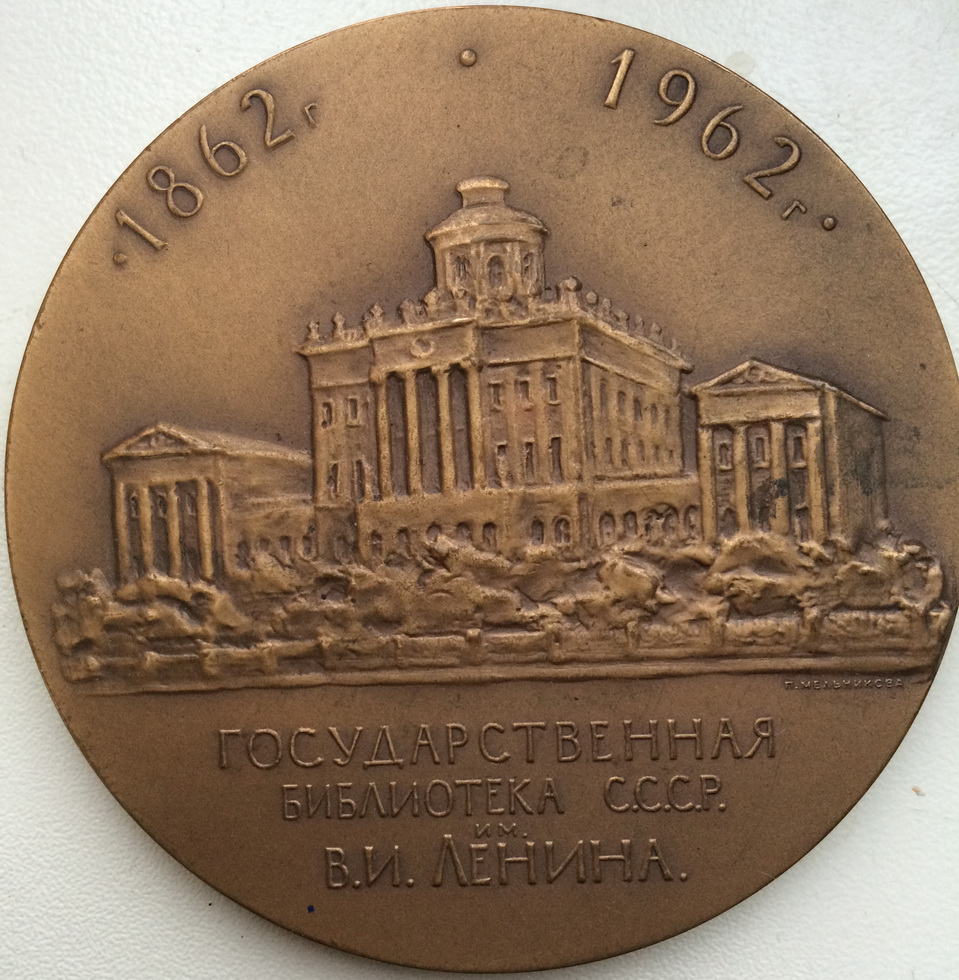 1862г
1962г
П.МЕЛЬНИКОВА
ГОСУДАРСТВЕННАЯ
БИБЛИОТЕКА С.С.С.Р.
им.
В.И. ЛЕНИНА.